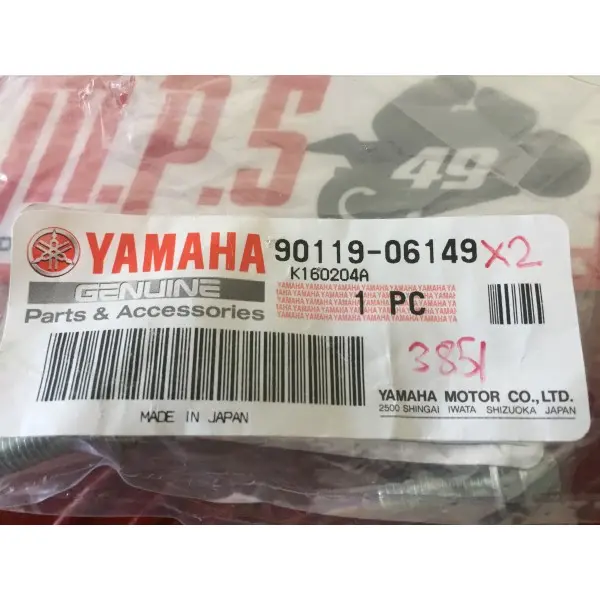 M.P.S
49
YAMAHA 90119-06149 X2
K160204A
GENUINE
Parts & Accessories
YAMAHA YAMAHA YAMAHA YAMAHA YAMAHA YAMAHA
1 PC
3851
YAMAHA MOTOR CO.,LTD.
2500 SHINGAI IWATA SHIZUOKA JAPAN
MADE IN JAPAN